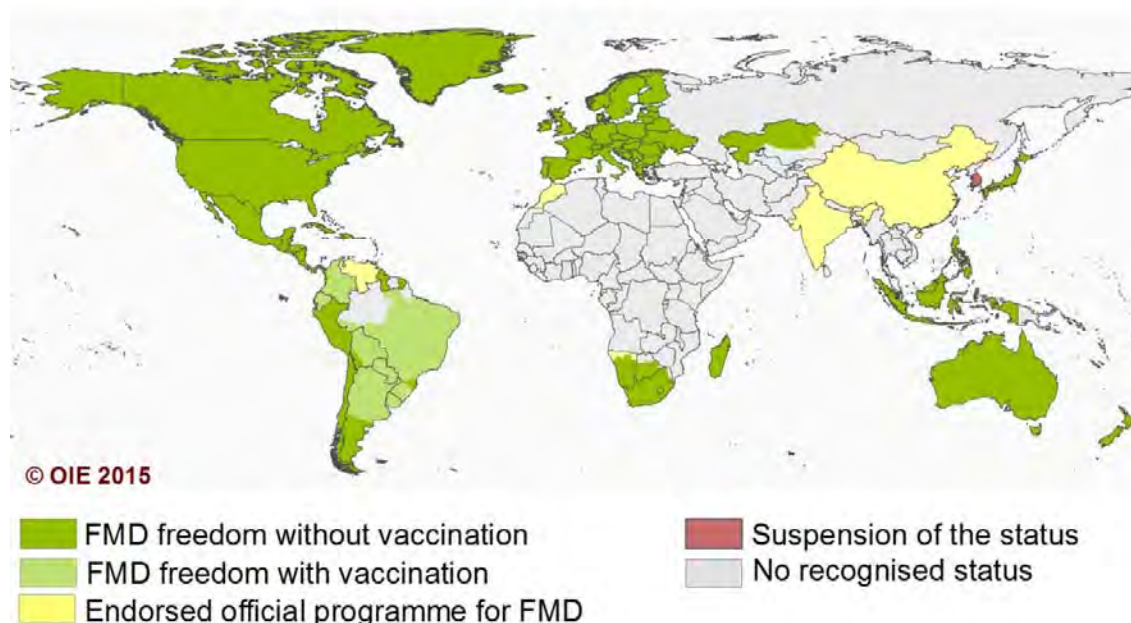 © OIE 2015
FMD freedom without vaccination
FMD freedom with vaccination
Endorsed official programme for FMD
Suspension of the status
No recognised status